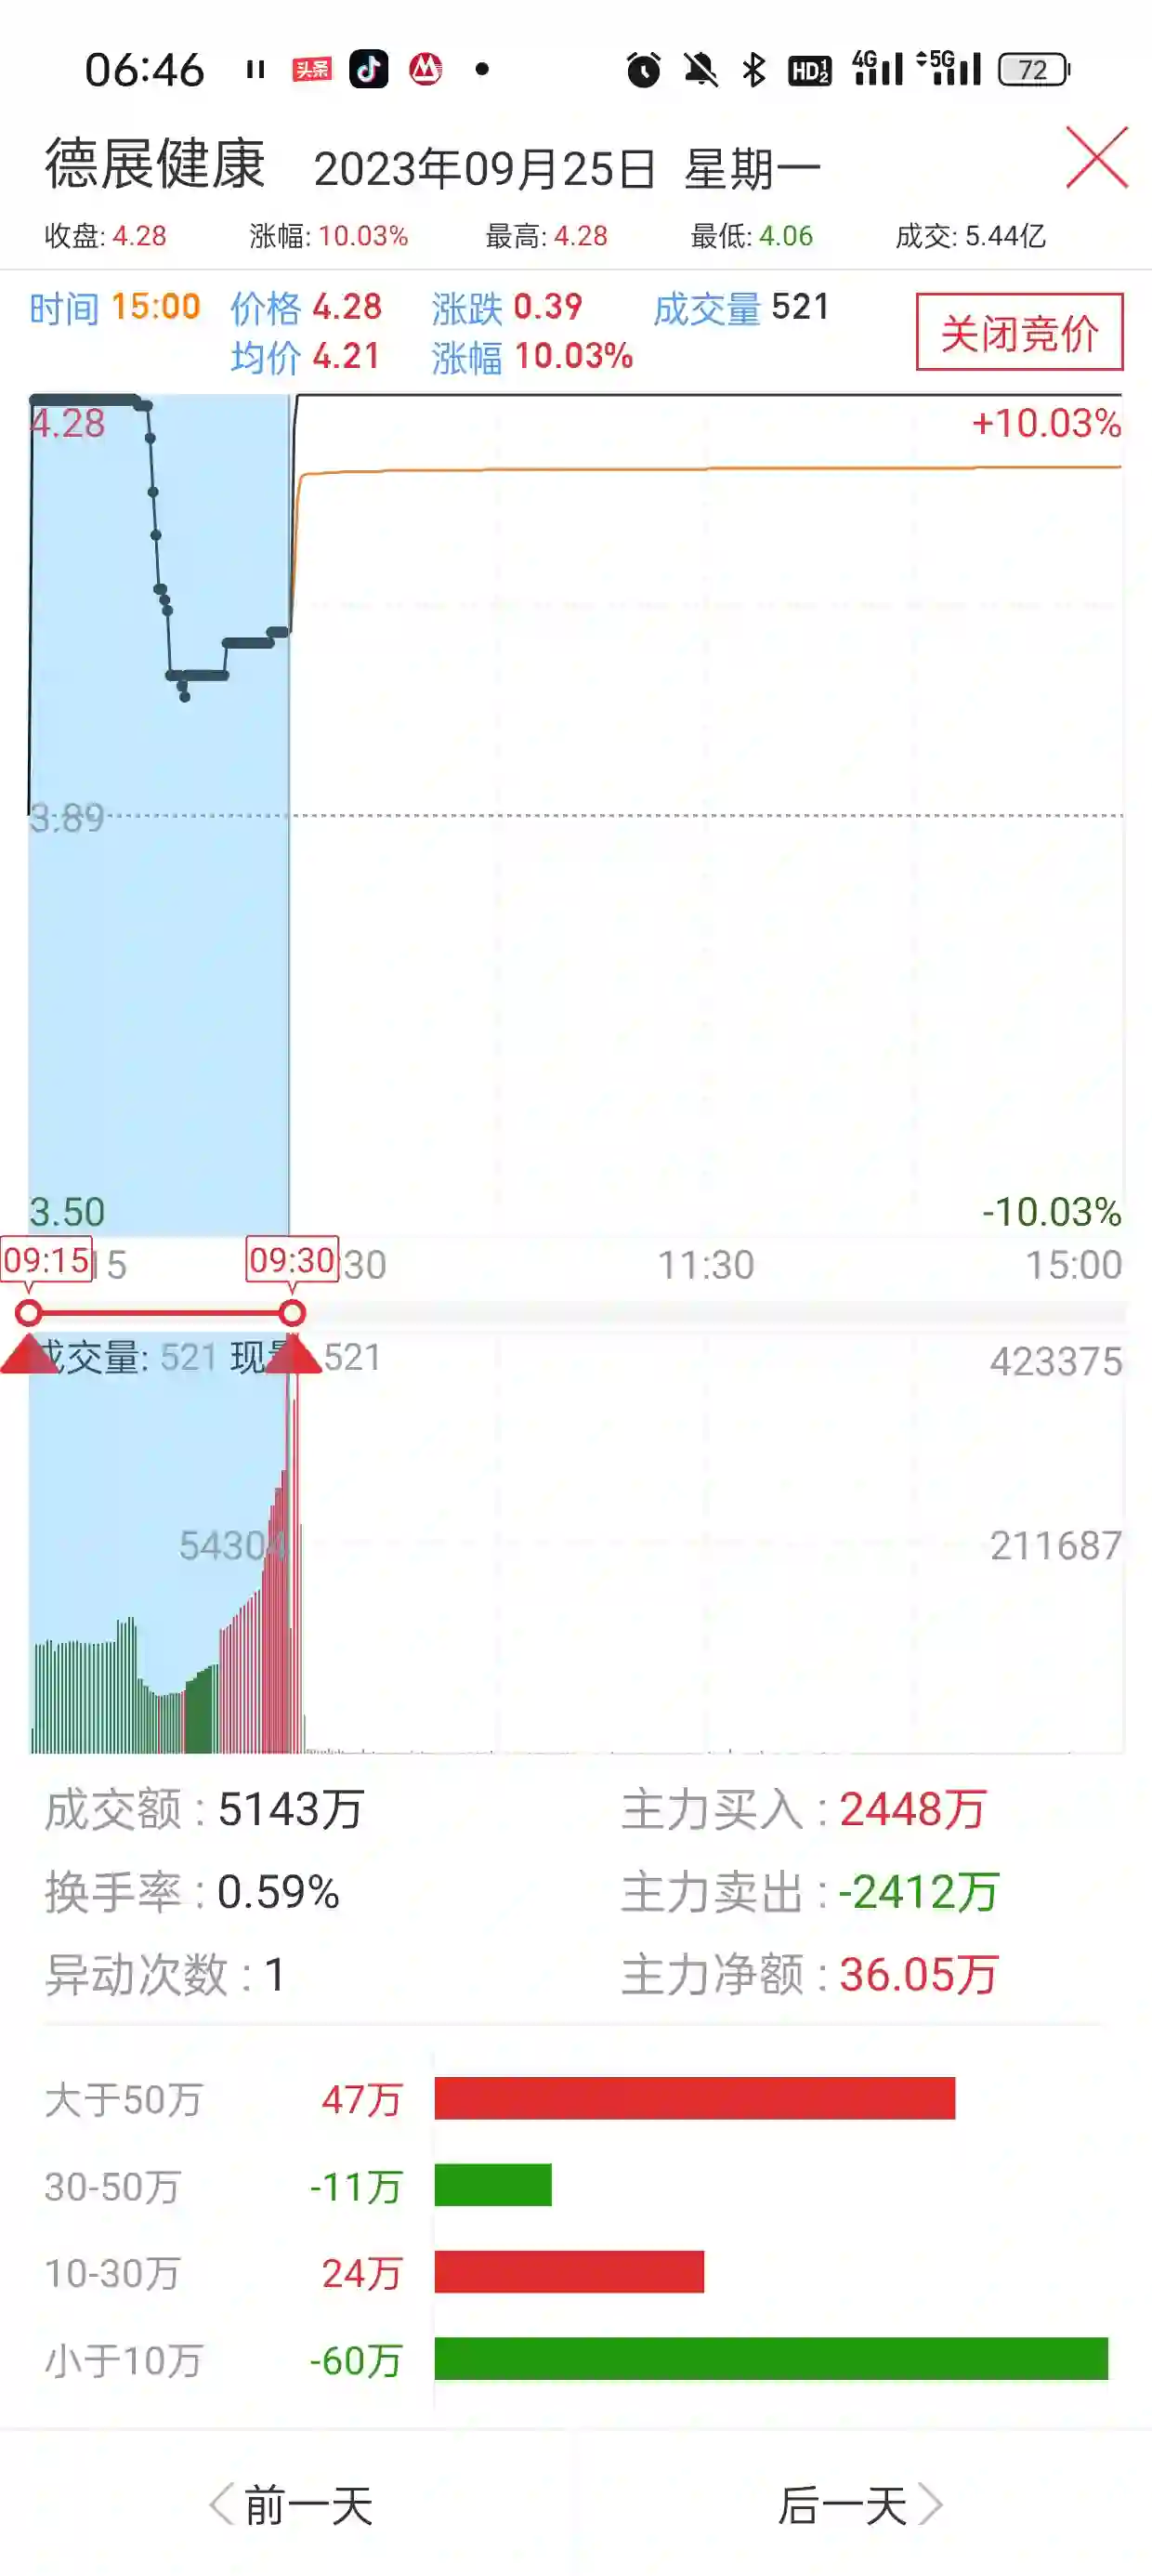 06:46 头条 HD 1 2 4G 5G 72
德展健康 2023年09月25日 星期一
收盘: 4.28 涨幅: 10.03% 最高: 4.28 最低: 4.06 成交: 5.44亿
时间 15:00 价格 4.28 涨跌 0.39 成交量 521
均价 4.21 涨幅 10.03%
关闭竞价
4.28 +10.03%
3.89
3.50 -10.03%
09:15 15 09:30 30 11:30 15:00
成交量: 521 现量 521 423375
54304 211687
成交额 : 5143万 主力买入 : 2448万
换手率 : 0.59% 主力卖出 : -2412万
异动次数 : 1 主力净额 : 36.05万
大于50万 47万
30-50万 -11万
10-30万 24万
小于10万 -60万
前一天 后一天